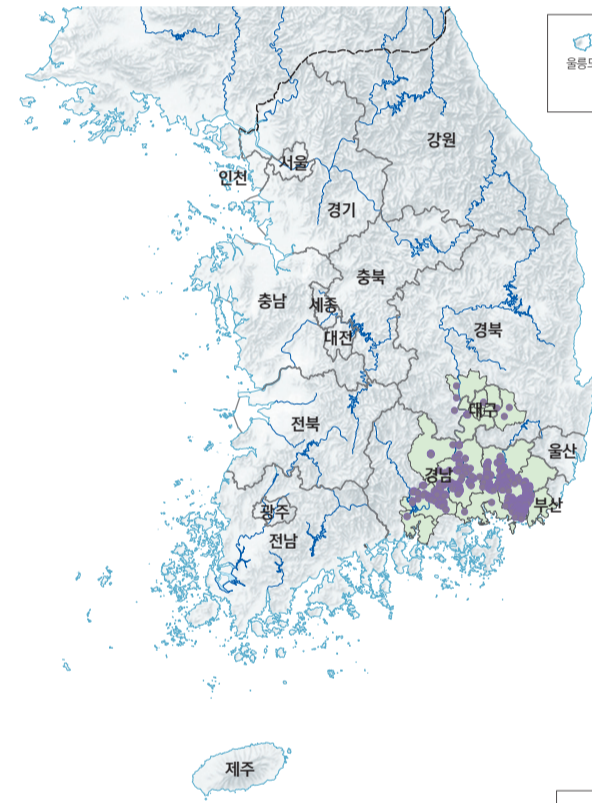 울릉도
강원
서울
인천
경기
충북
충남
세종
대전
경북
전북
대구
울산
경남
부산
광주
전남
제주